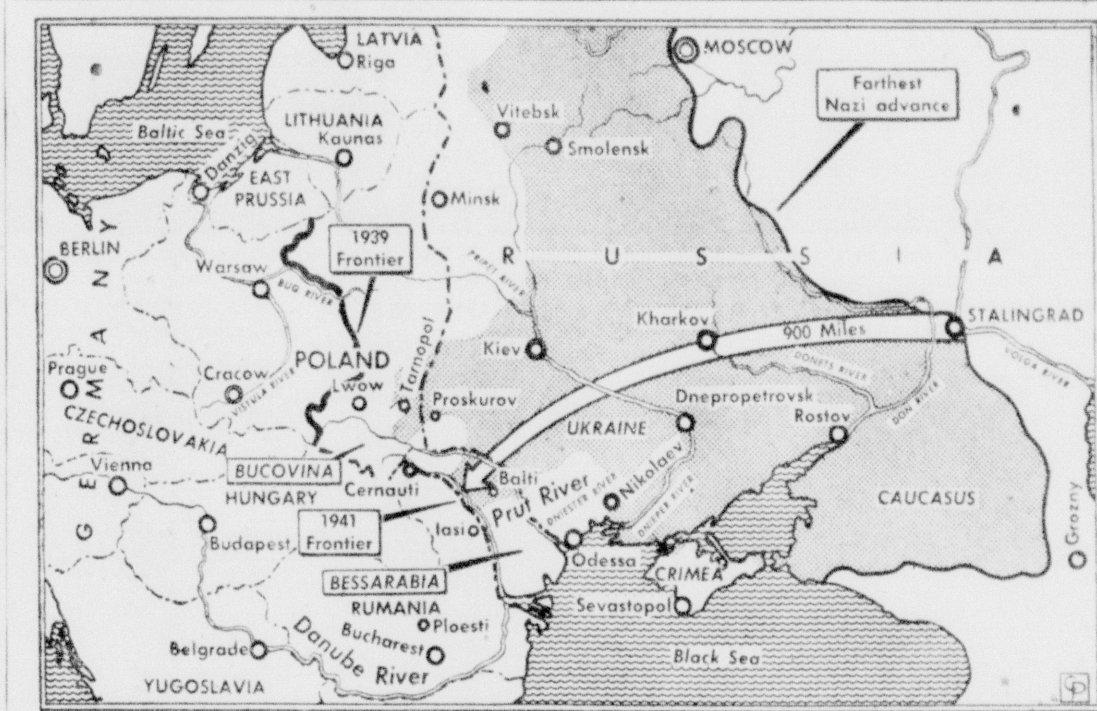 LATVIA
Riga
MOSCOW
Farthest
Nazi advance
Baltic Sea
LITHUANIA
Kaunas
Vitebsk
Smolensk
Danzig
EAST
PRUSSIA
Minsk
BERLIN
1939
Frontier
RUSSIA
Warsaw
BUG RIVER
PRIPET RIVER
Kharkov
900 Miles
STALINGRAD
VOLGA RIVER
Kiev
DONETS RIVER
DON RIVER
POLAND
Prague
Cracow
VISTULA RIVER
Lwow
Tarnopol
Proskurov
Dnepropetrovsk
Rostov
UKRAINE
CZECHOSLOVAKIA
GERMANY
Vienna
BUCOVINA
HUNGARY
Cernauti
Balti
Prut River
DNIESTER RIVER
Nikolaev
DNIEPER RIVER
CAUCASUS
Grozny
1941
Frontier
Iasi
Budapest
Odessa
BESSARABIA
CRIMEA
Sevastopol
RUMANIA
Ploesti
Bucharest
Belgrade
Danube River
Black Sea
YUGOSLAVIA
CP